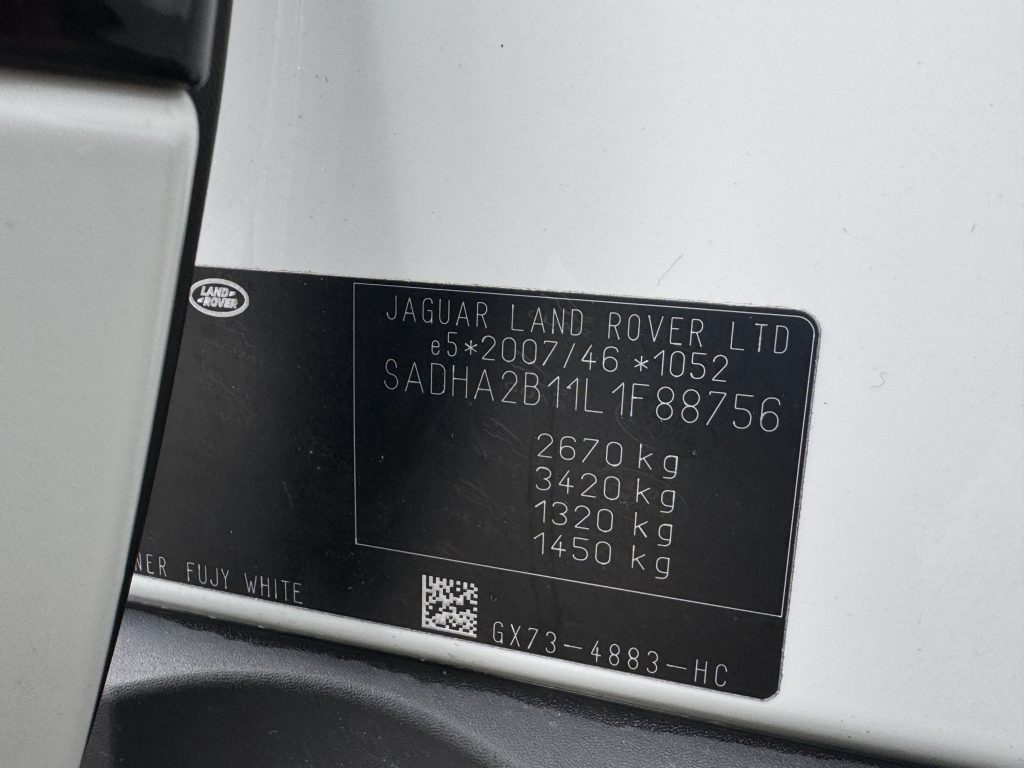 LAND
ROVER
JAGUAR LAND ROVER LTD
e5*2007/46 *1052
SADHA2B11L1F88756
2670 kg
3420 kg
1320 kg
1450 kg
NER FUJY WHITE
GX73-4883-HC